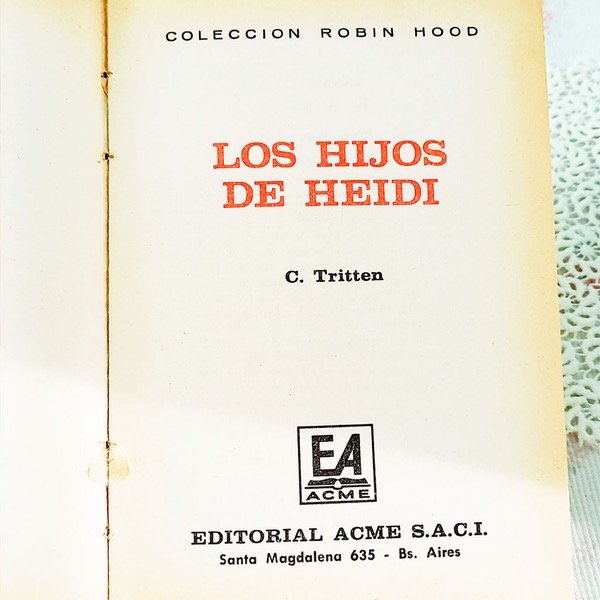 COLECCION ROBIN HOOD
LOS HIJOS
DE HEIDI
C. Tritten
EA
ACME
EDITORIAL ACME S.A.C.I.
Santa Magdalena 635 - Bs. Aires